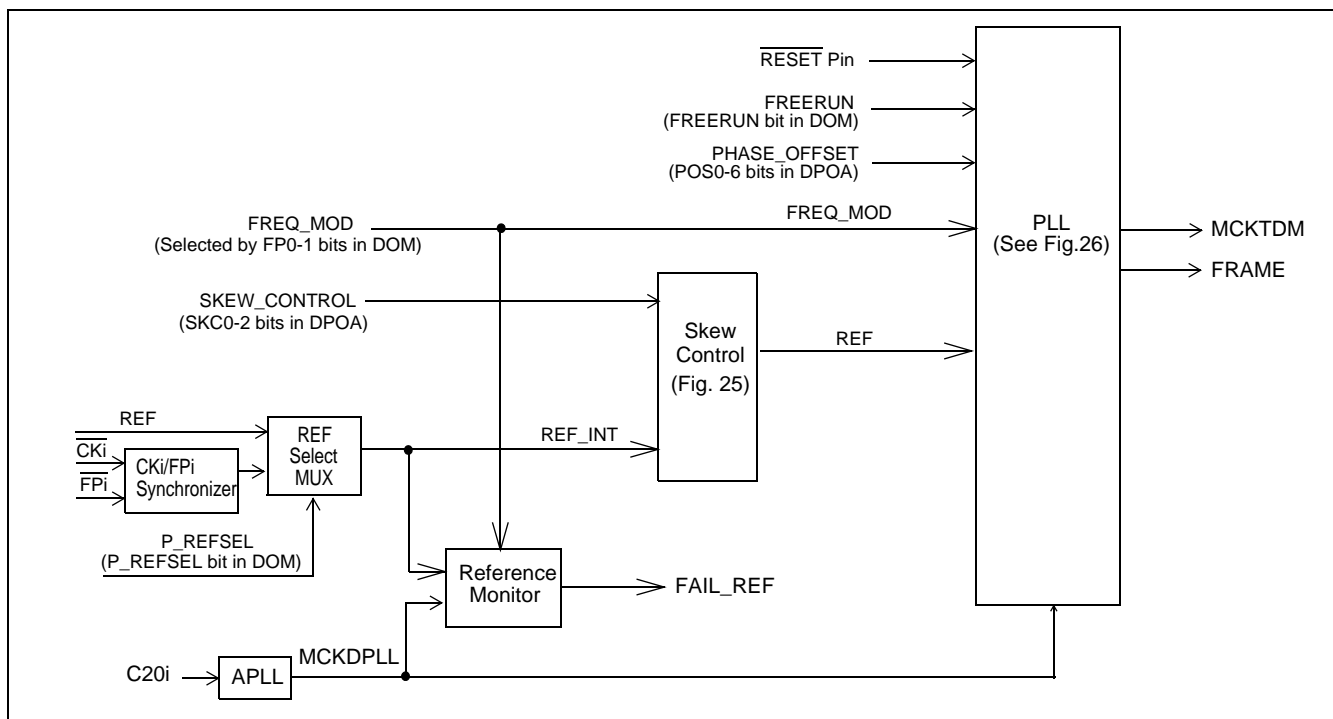 RESET Pin
FREERUN
(FREERUN bit in DOM)
PHASE_OFFSET
(POS0-6 bits in DPOA)
FREQ_MOD
(Selected by FP0-1 bits in DOM)
FREQ_MOD
PLL
(See Fig.26)
MCKTDM
FRAME
SKEW_CONTROL
(SKC0-2 bits in DPOA)
Skew
Control
(Fig. 25)
REF
REF
CKi
FPi
CKi/FPi
Synchronizer
REF
Select
MUX
REF_INT
P_REFSEL
(P_REFSEL bit in DOM)
Reference
Monitor
FAIL_REF
C20i
APLL
MCKDPLL